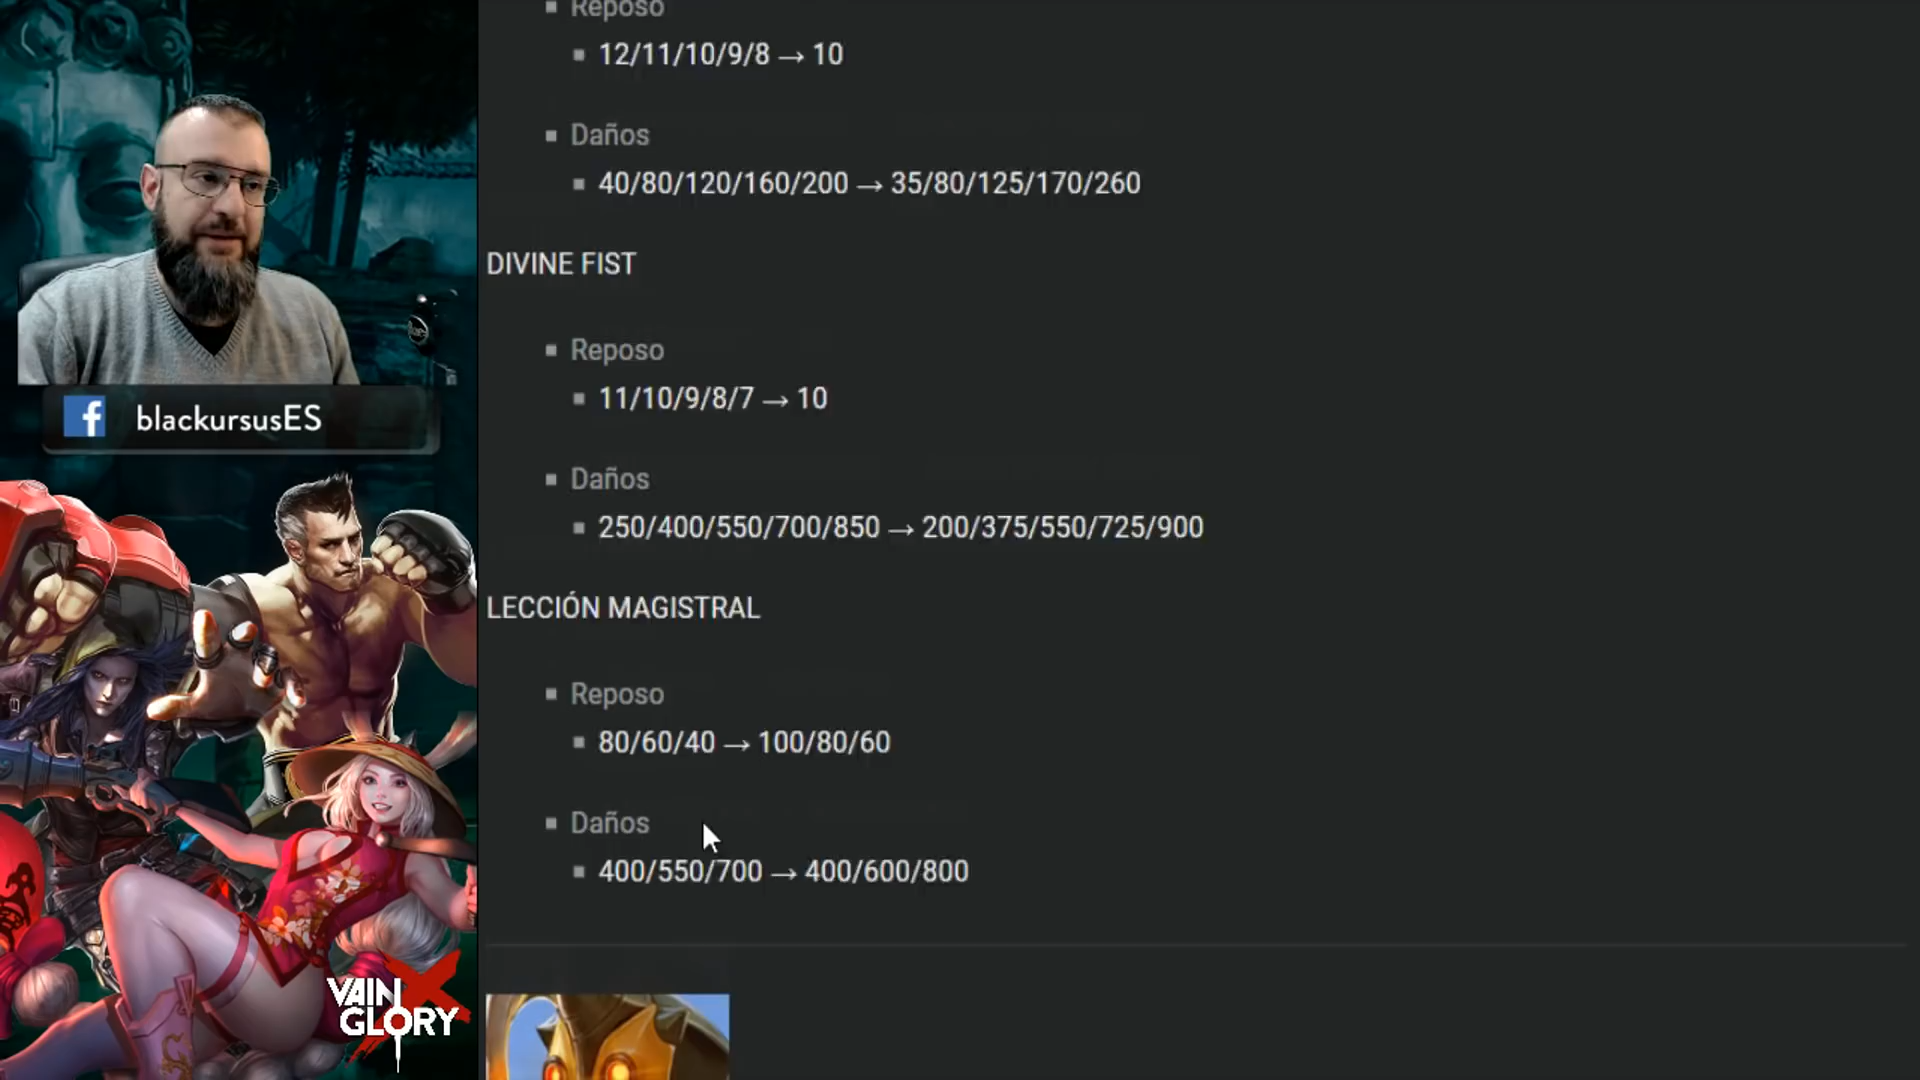 Reposo
12/11/10/9/8 → 10
Daños
40/80/120/160/200 → 35/80/125/170/260
DIVINE FIST
Reposo
11/10/9/8/7 → 10
Daños
250/400/550/700/850 → 200/375/550/725/900
LECCIÓN MAGISTRAL
Reposo
80/60/40 → 100/80/60
Daños
400/550/700 → 400/600/800
f blackursusES
VAIN
GLORY